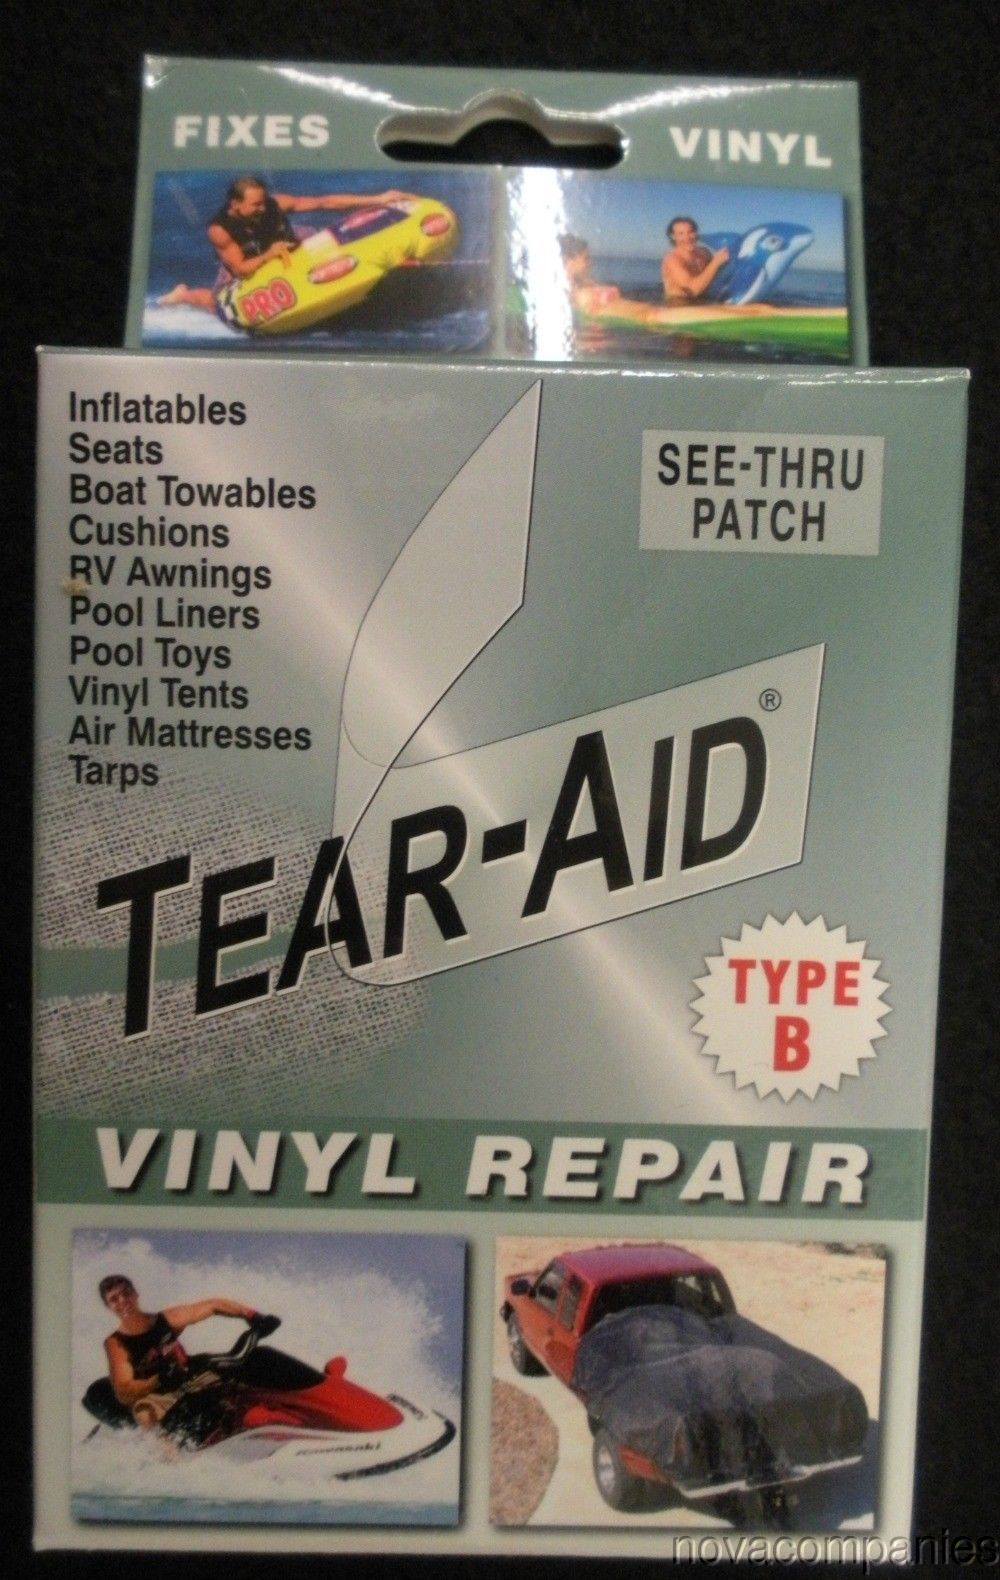 FIXES VINYL
PRO
Inflatables
Seats
Boat Towables
Cushions
RV Awnings
Pool Liners
Pool Toys
Vinyl Tents
Air Mattresses
Tarps
SEE-THRU
PATCH
TEAR-AID®
TYPE
B
VINYL REPAIR
Kawasaki
novacompanies